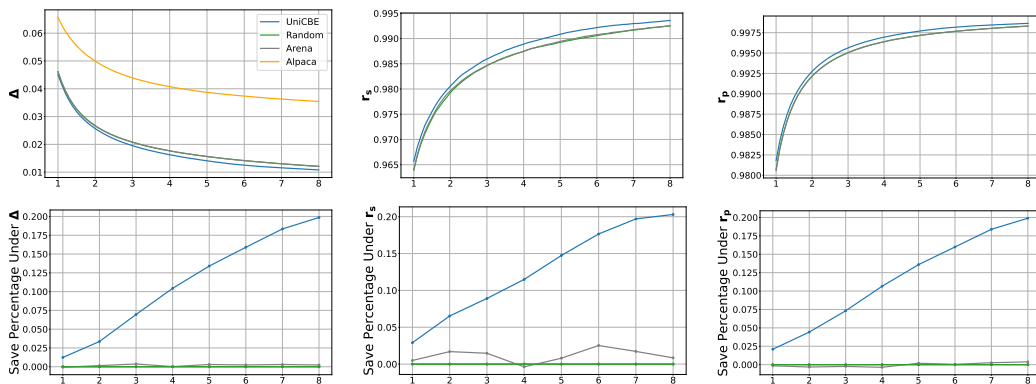 Δ
0.06
0.05
0.04
0.03
0.02
0.01
1 2 3 4 5 6 7 8
UniCBE
Random
Arena
Alpaca
r_s
0.995
0.990
0.985
0.980
0.975
0.970
0.965
1 2 3 4 5 6 7 8
r_p
0.9975
0.9950
0.9925
0.9900
0.9875
0.9850
0.9825
0.9800
1 2 3 4 5 6 7 8
Save Percentage Under Δ
0.200
0.175
0.150
0.125
0.100
0.075
0.050
0.025
0.000
1 2 3 4 5 6 7 8
Save Percentage Under r_s
0.20
0.15
0.10
0.05
0.00
1 2 3 4 5 6 7 8
Save Percentage Under r_p
0.200
0.175
0.150
0.125
0.100
0.075
0.050
0.025
0.000
1 2 3 4 5 6 7 8